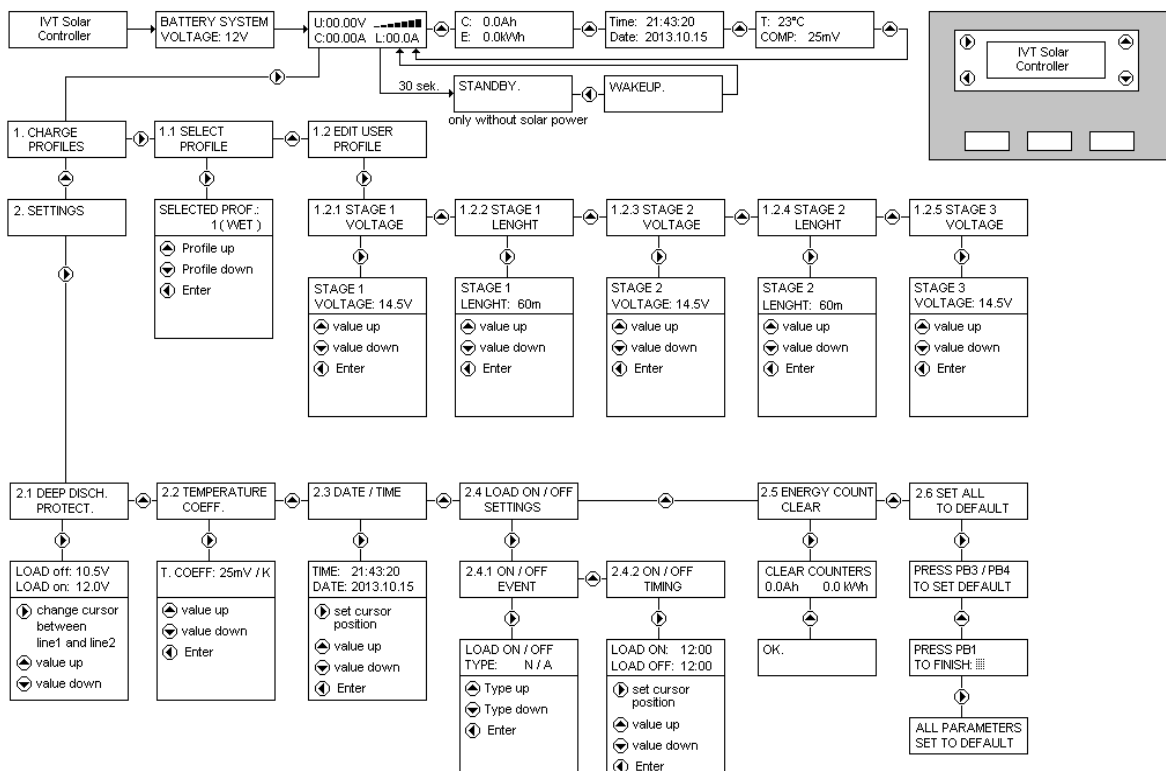 IVT Solar
Controller
BATTERY SYSTEM
VOLTAGE: 12V
U:00.00V
C:00.00A L:00.0A
C: 0.0Ah
E: 0.0kWh
Time: 21:43:20
Date: 2013.10.15
T: 23°C
COMP: 25mV
IVT Solar
Controller
30 sek.
STANDBY.
WAKEUP.
only without solar power
1. CHARGE
PROFILES
1.1 SELECT
PROFILE
1.2 EDIT USER
PROFILE
2. SETTINGS
SELECTED PROF.:
1 ( WET )
Profile up
Profile down
Enter
1.2.1 STAGE 1
VOLTAGE
1.2.2 STAGE 1
LENGHT
1.2.3 STAGE 2
VOLTAGE
1.2.4 STAGE 2
LENGHT
1.2.5 STAGE 3
VOLTAGE
STAGE 1
VOLTAGE: 14.5V
value up
value down
Enter
STAGE 1
LENGHT: 60m
value up
value down
Enter
STAGE 2
VOLTAGE: 14.5V
value up
value down
Enter
STAGE 2
LENGHT: 60m
value up
value down
Enter
STAGE 3
VOLTAGE: 14.5V
value up
value down
Enter
2.1 DEEP DISCH.
PROTECT.
2.2 TEMPERATURE
COEFF.
2.3 DATE / TIME
2.4 LOAD ON / OFF
SETTINGS
2.5 ENERGY COUNT
CLEAR
2.6 SET ALL
TO DEFAULT
LOAD off: 10.5V
LOAD on: 12.0V
change cursor
between
line1 and line2
value up
value down
T. COEFF: 25mV / K
value up
value down
Enter
TIME: 21:43:20
DATE: 2013.10.15
set cursor
position
value up
value down
Enter
2.4.1 ON / OFF
EVENT
2.4.2 ON / OFF
TIMING
LOAD ON / OFF
TYPE: N / A
Type up
Type down
Enter
LOAD ON: 12:00
LOAD OFF: 12:00
set cursor
position
value up
value down
Enter
CLEAR COUNTERS
0.0Ah 0.0 kWh
OK.
PRESS PB3 / PB4
TO SET DEFAULT
PRESS PB1
TO FINISH:
ALL PARAMETERS
SET TO DEFAULT